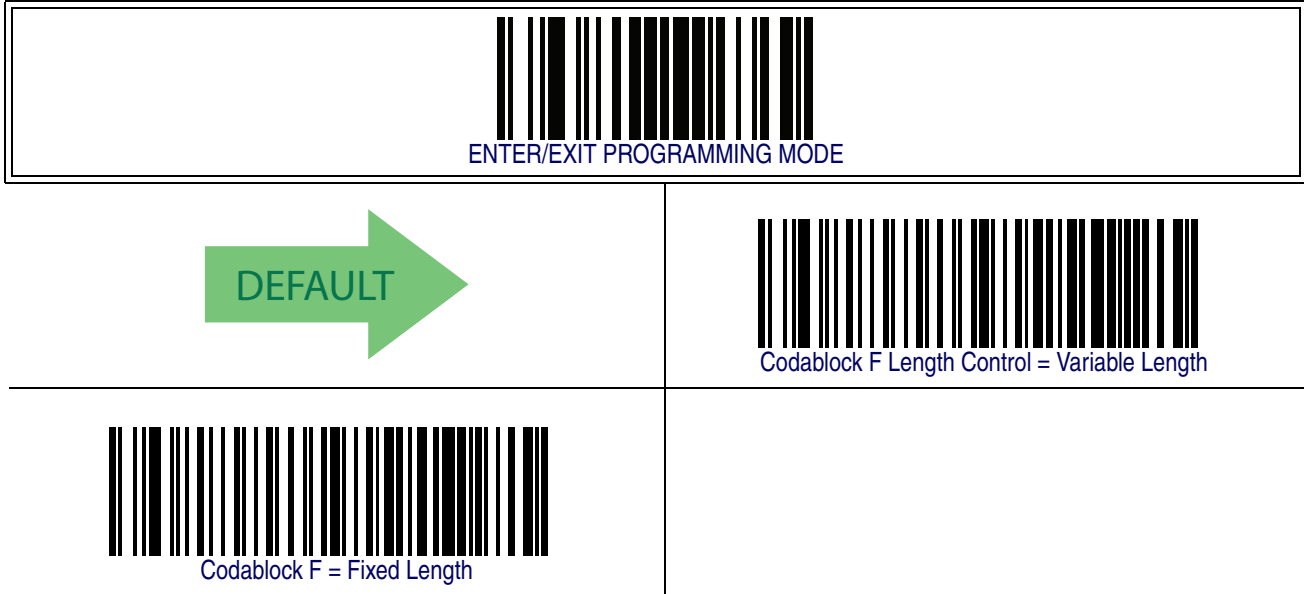 ENTER/EXIT PROGRAMMING MODE
DEFAULT
Codablock F Length Control = Variable Length
Codablock F = Fixed Length